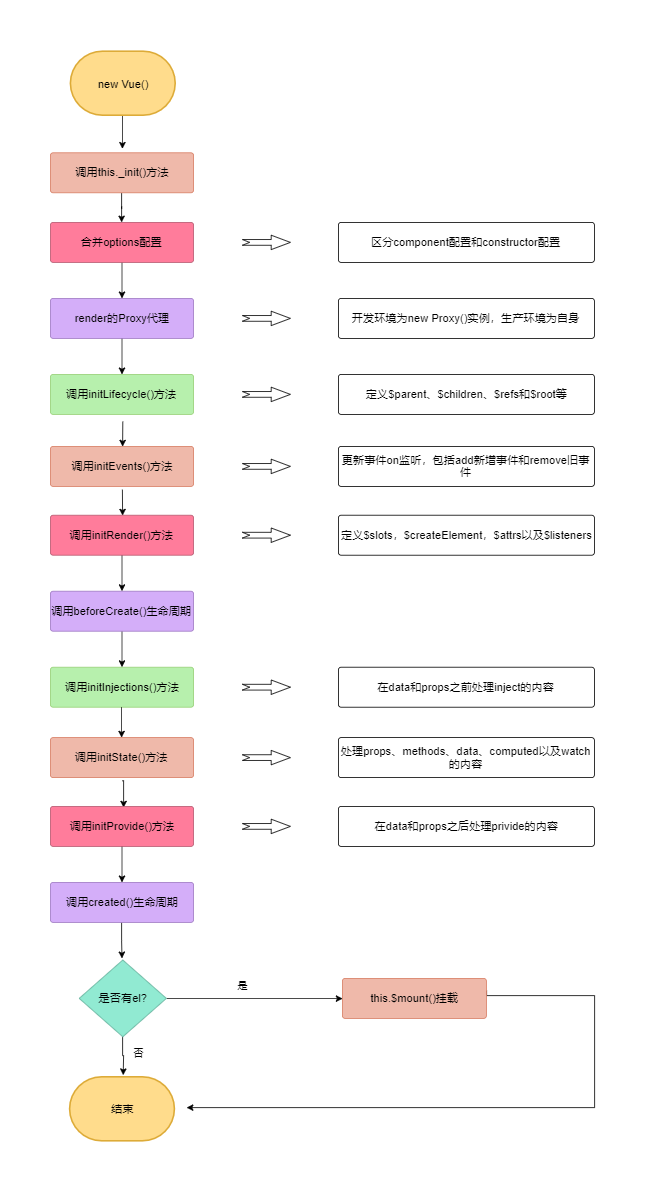 new Vue()
调用this._init()方法
合并options配置
区分component配置和constructor配置
render的Proxy代理
开发环境为new Proxy()实例，生产环境为自身
调用initLifecycle()方法
定义$parent、$children、$refs和$root等
调用initEvents()方法
更新事件on监听，包括add新增事件和remove旧事
件
调用initRender()方法
定义$slots，$createElement，$attrs以及$listeners
调用beforeCreate()生命周期
调用initInjections()方法
在data和props之前处理inject的内容
调用initState()方法
处理props、methods、data、computed以及watch
的内容
调用initProvide()方法
在data和props之后处理privide的内容
调用created()生命周期
是否有el?
是
this.$mount()挂载
否
结束